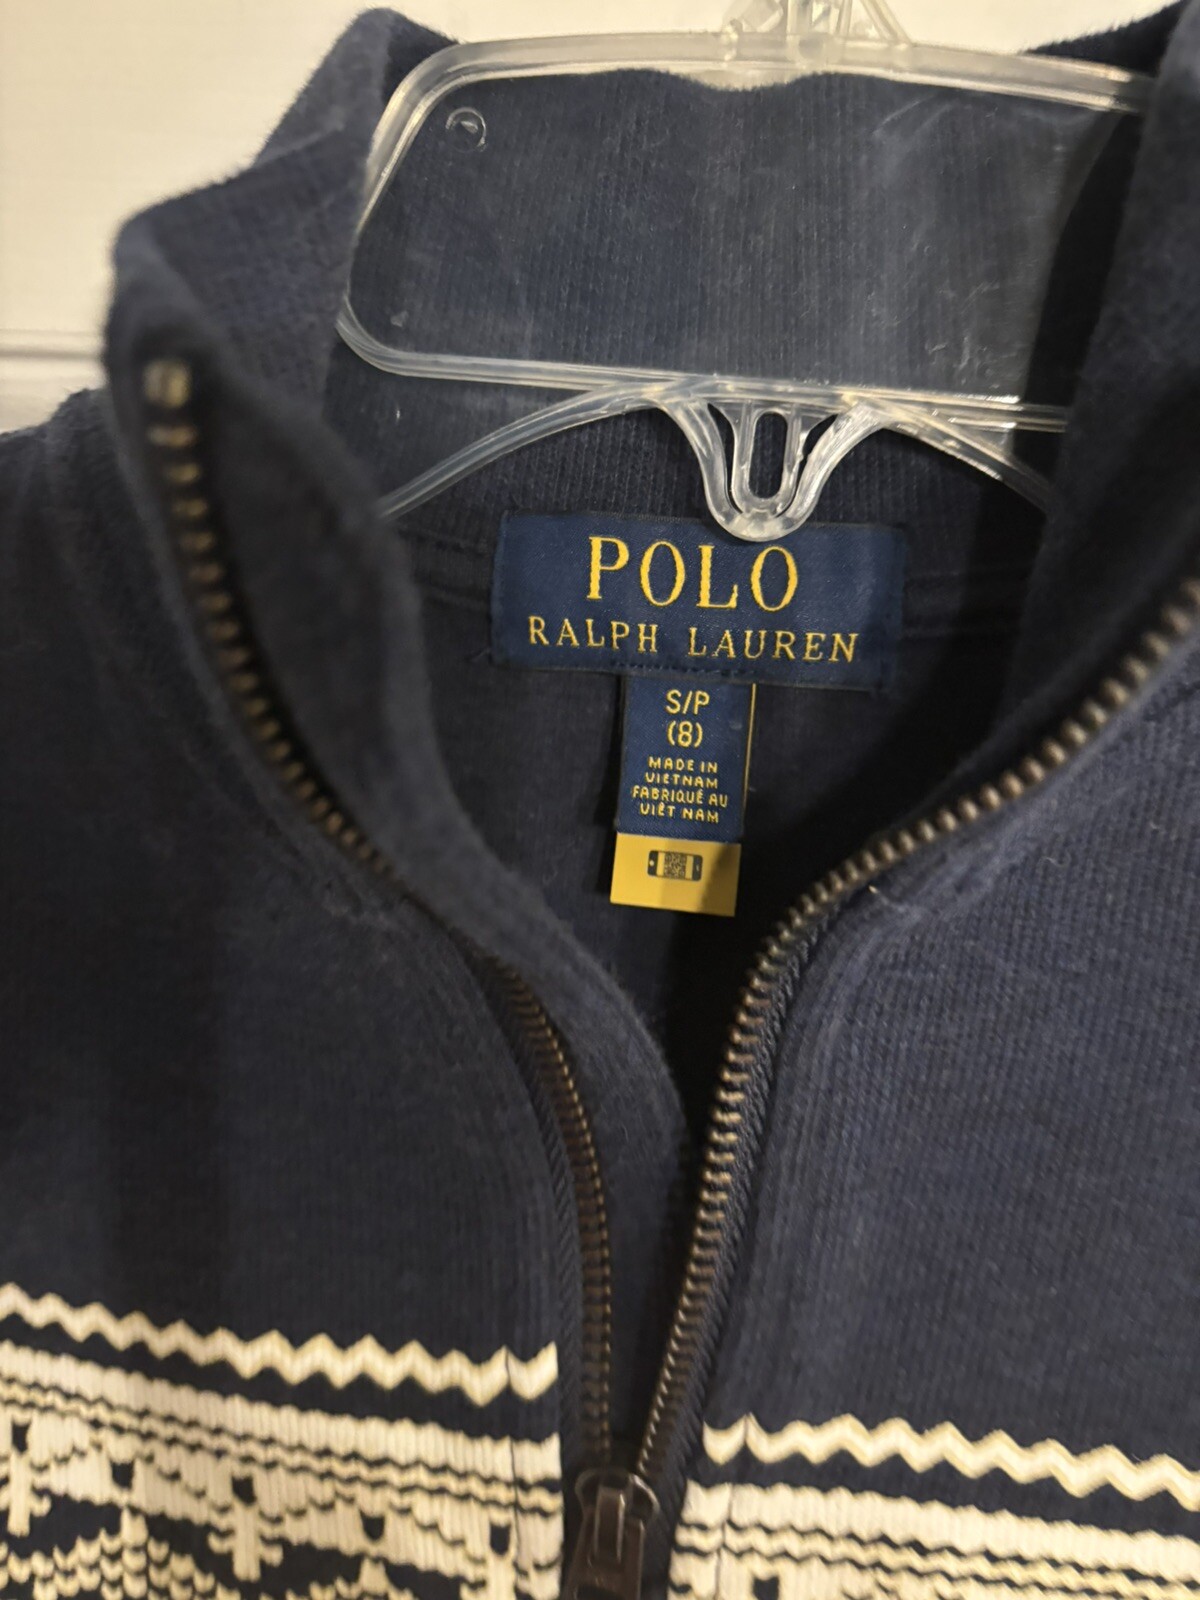 POLO
RALPH LAUREN
S/P
(8)
MADE IN
VIETNAM
FABRIQUÉ AU
VIÊT NAM